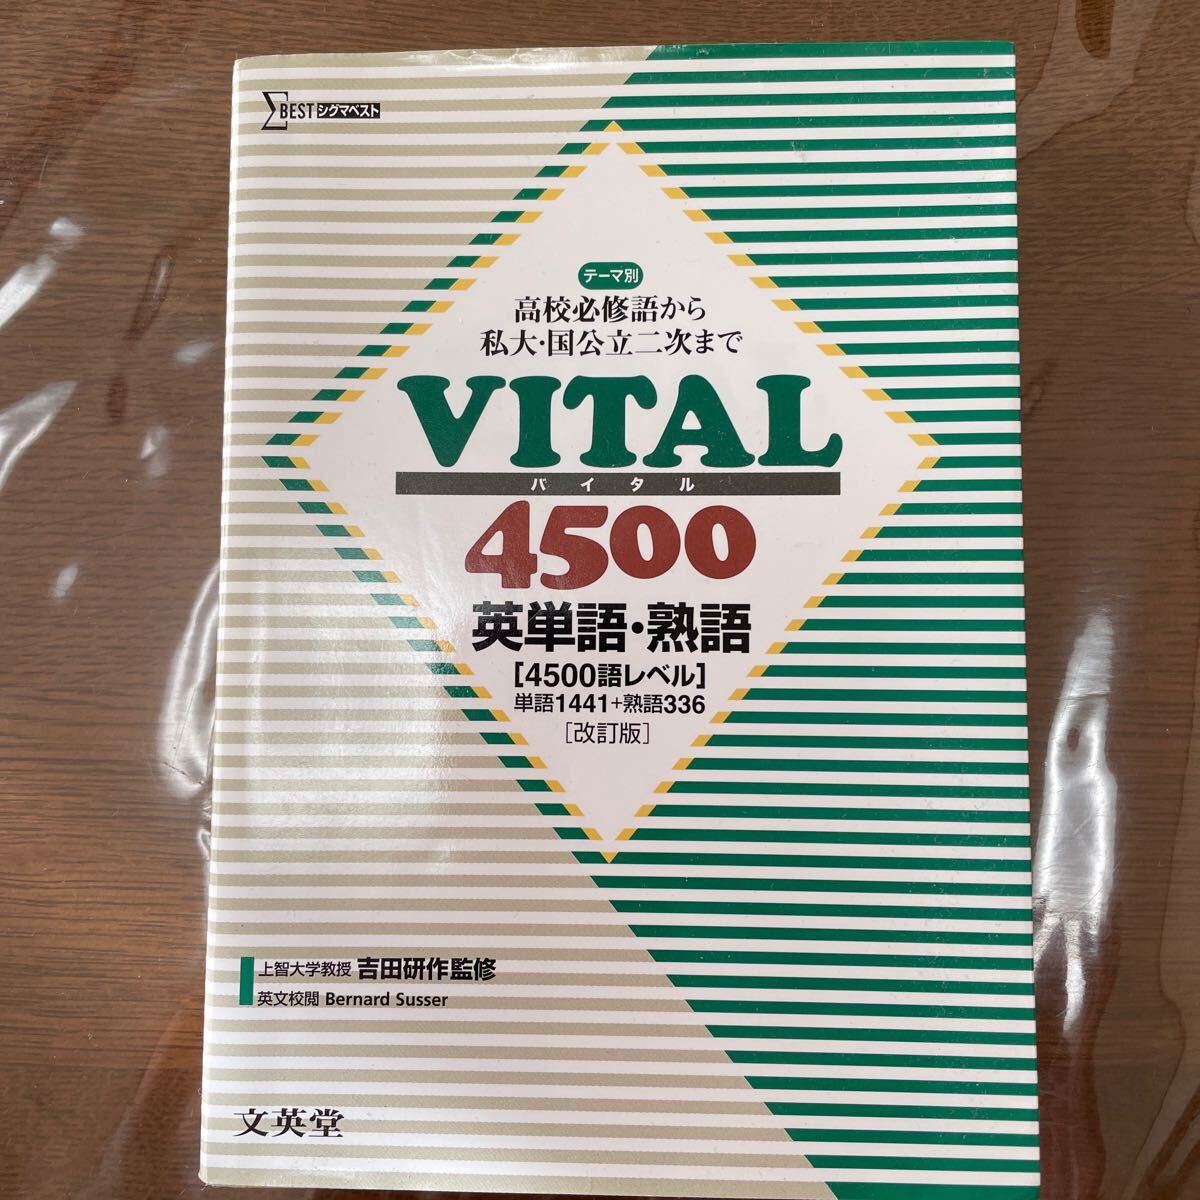 ΣBEST シグマベスト
テーマ別
高校必修語から
私大・国公立二次まで
VITAL
バイタル
4500
英単語・熟語
[4500語レベル]
単語1441+熟語336
[改訂版]
上智大学教授 吉田研作監修
英文校閲 Bernard Susser
文英堂